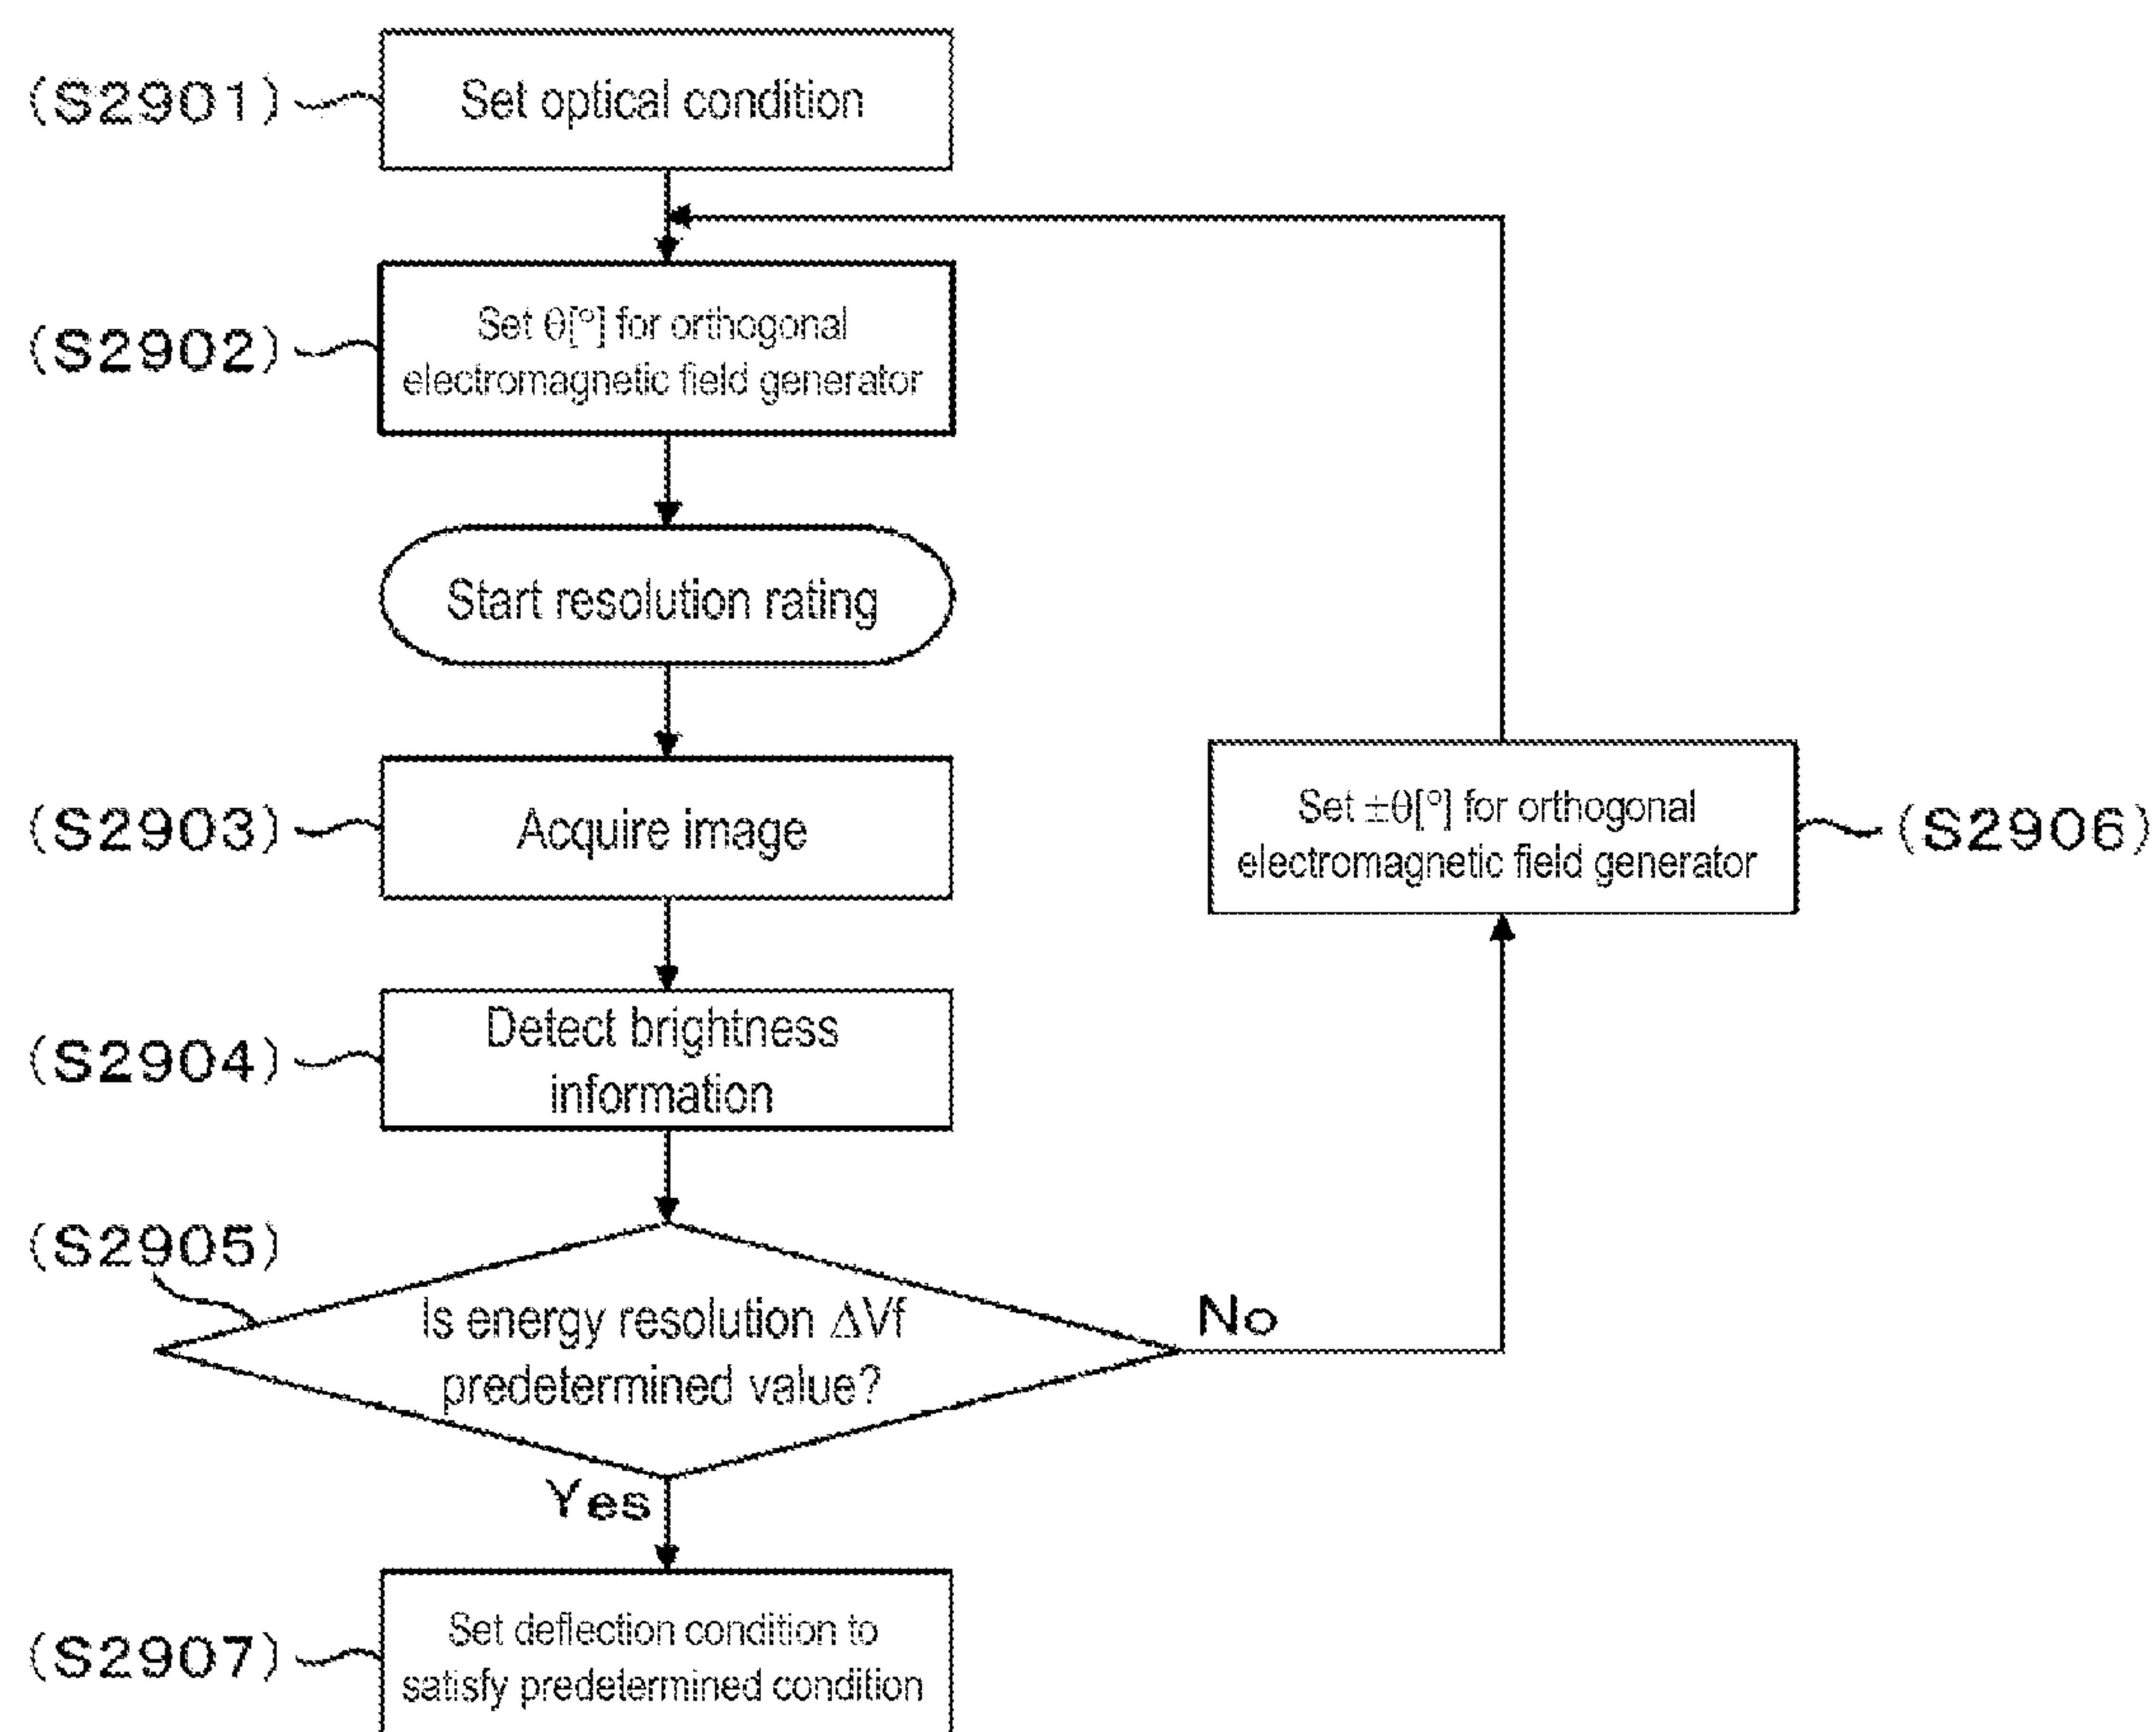 (S2901)
Set optical condition
(S2902)
Set θ[°] for orthogonal
electromagnetic field generator
Start resolution rating
(S2903)
Acquire image
Set ±θ[°] for orthogonal
electromagnetic field generator
(S2906)
(S2904)
Detect brightness
information
(S2905)
Is energy resolution ΔVf
predetermined value?
No
Yes
(S2907)
Set deflection condition to
satisfy predetermined condition